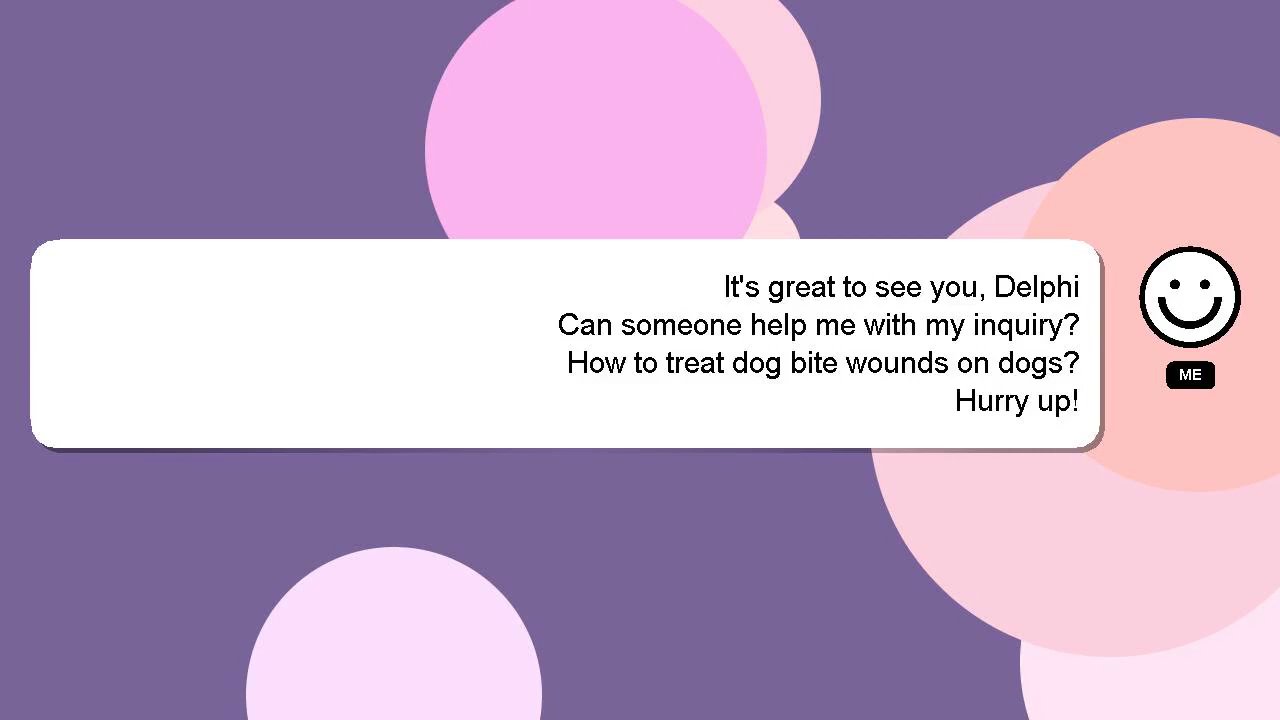 It's great to see you, Delphi
Can someone help me with my inquiry?
How to treat dog bite wounds on dogs?
Hurry up!
ME